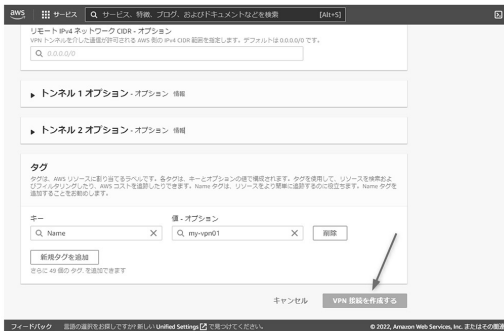 aws サービス サービス、特徴、ブログ、およびドキュメントなどを検索 [Alt+S]
リモート IPv4 ネットワーク CIDR - オプション
VPN トンネルを介した通信が許可される AWS 側の IPv4 CIDR 範囲を指定します。デフォルトは 0.0.0.0/0 です。
0.0.0.0/0
トンネル 1 オプション - オプション 情報
トンネル 2 オプション - オプション 情報
タグ
タグは、AWS リソースに割り当てるラベルです。各タグは、キーとオプションの値で構成されます。タグを使用して、リソースを検索およ
びフィルタリングしたり、AWS コストを追跡したりできます。Name タグは、リソースをより簡単に追跡するのに役立ちます。Name タグを
追加することをお勧めします。
キー 値 - オプション
Name my-vpn01 削除
新規タグを追加
さらに 49 個の タグ. を追加できます
キャンセル VPN 接続を作成する
フィードバック 言語の選択をお探しですか? 新しい Unified Settings で見つけてください。 © 2022, Amazon Web Services, Inc. またはその関連